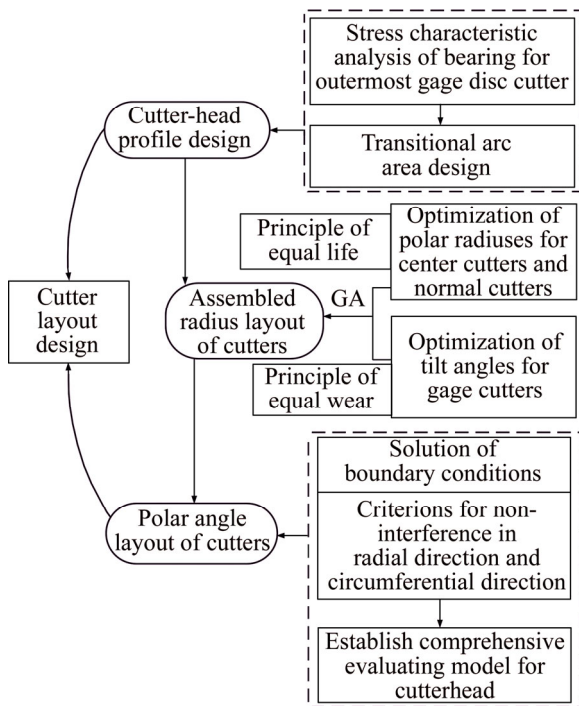 Stress characteristic
analysis of bearing for
outermost gage disc cutter
Cutter-head
profile design
Transitional arc
area design
Principle of
equal life
Optimization of
polar radiuses for
center cutters and
normal cutters
Cutter
layout
design
Assembled
radius layout
of cutters
GA
Optimization of
tilt angles for
gage cutters
Principle of
equal wear
Solution of
boundary conditions
Polar angle
layout of cutters
Criterions for non-
interference in
radial direction and
circumferential direction
Establish comprehensive
evaluating model for
cutterhead